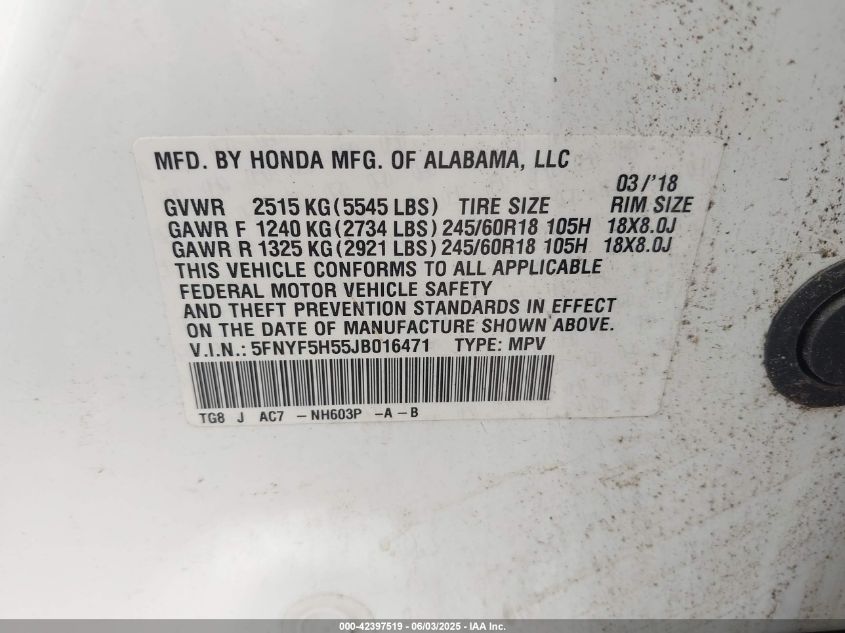 MFD. BY HONDA MFG. OF ALABAMA, LLC
03/'18
GVWR 2515 KG (5545 LBS) TIRE SIZE RIM SIZE
GAWR F 1240 KG (2734 LBS) 245/60R18 105H 18X8.0J
GAWR R 1325 KG (2921 LBS) 245/60R18 105H 18X8.0J
THIS VEHICLE CONFORMS TO ALL APPLICABLE
FEDERAL MOTOR VEHICLE SAFETY
AND THEFT PREVENTION STANDARDS IN EFFECT
ON THE DATE OF MANUFACTURE SHOWN ABOVE.
V.I.N.: 5FNYF5H55JB016471 TYPE: MPV
TG8 J AC7 -NH603P -A-B
000-42397519 - 06/03/2025 - IAA Inc.